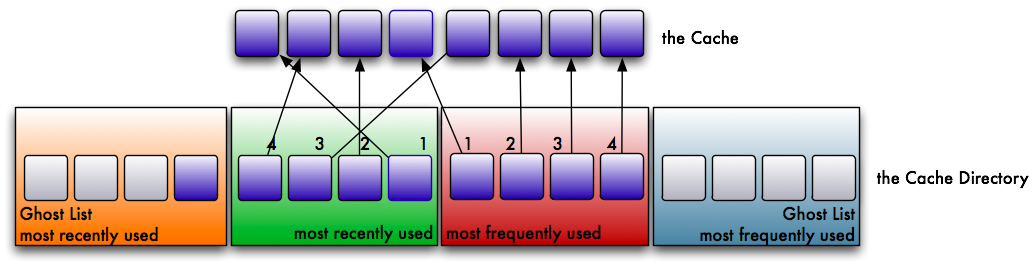 the Cache
4 3 2 1 1 2 3 4
the Cache Directory
Ghost List
most recently used
most recently used
most frequently used
Ghost List
most frequently used